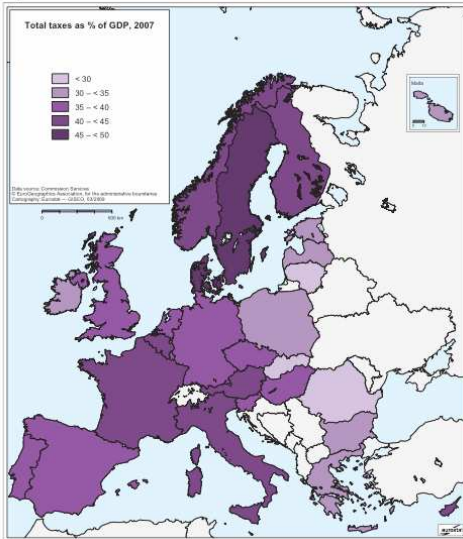 Total taxes as % of GDP, 2007
< 30
30 – < 35
35 – < 40
40 – < 45
45 – < 50
Malta
Data source: Commission Services
© EuroGeographics Association, for the administrative boundaries
Cartography: Eurostat — GISCO, 03/2009
0
600 km
eurostat